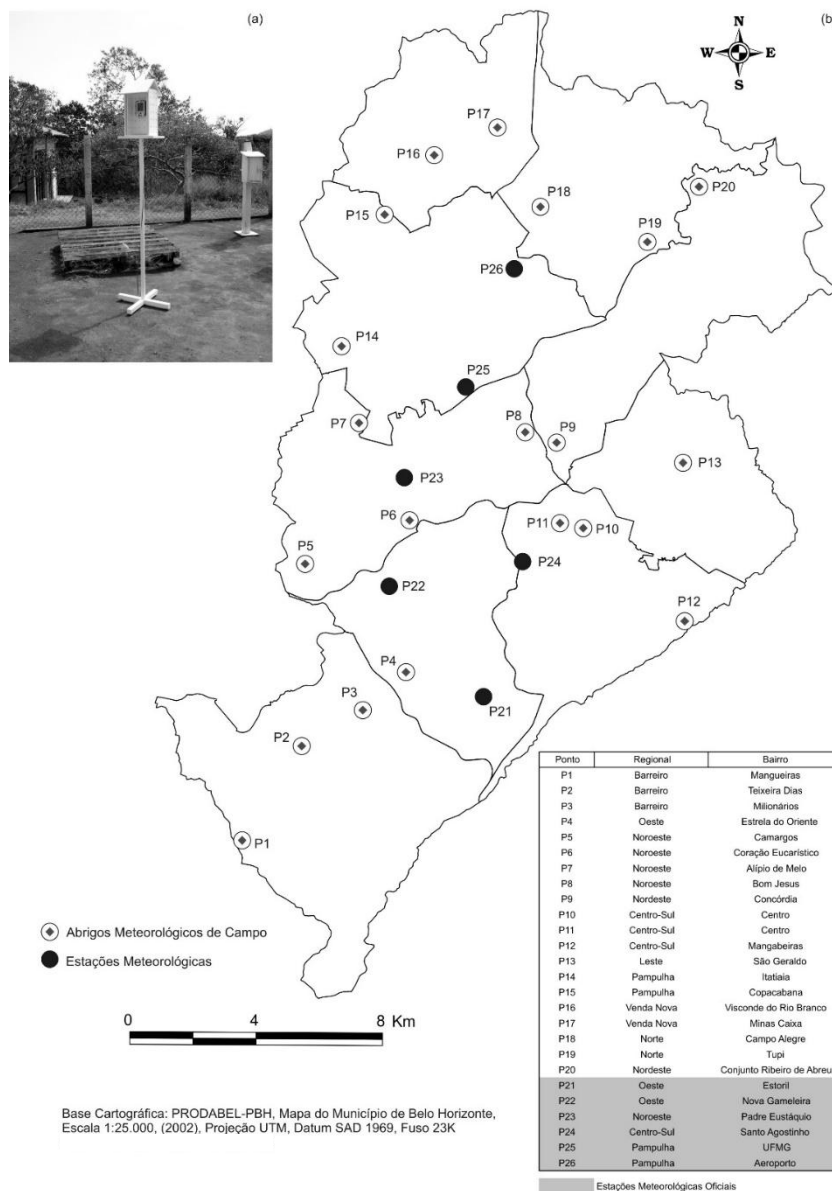 (a)
(b)
N
W E
S
P17
P16
P18
P20
P15
P19
P26
P14
P25
P7
P8
P9
P13
P23
P6
P11
P10
P5
P24
P22
P12
P4
P3
P21
P2
P1
Abrigos Meteorológicos de Campo
Estações Meteorológicas
0 4 8 Km
Base Cartográfica: PRODABEL-PBH, Mapa do Município de Belo Horizonte,
Escala 1:25.000, (2002), Projeção UTM, Datum SAD 1969, Fuso 23K
Ponto Regional Bairro
P1 Barreiro Mangueiras
P2 Barreiro Teixeira Dias
P3 Barreiro Milionários
P4 Oeste Estrela do Oriente
P5 Noroeste Camargos
P6 Noroeste Coração Eucarístico
P7 Noroeste Alípio de Melo
P8 Noroeste Bom Jesus
P9 Nordeste Concórdia
P10 Centro-Sul Centro
P11 Centro-Sul Centro
P12 Centro-Sul Mangabeiras
P13 Leste São Geraldo
P14 Pampulha Itatiaia
P15 Pampulha Copacabana
P16 Venda Nova Visconde do Rio Branco
P17 Venda Nova Minas Caixa
P18 Norte Campo Alegre
P19 Norte Tupi
P20 Nordeste Conjunto Ribeiro de Abreu
P21 Oeste Estoril
P22 Oeste Nova Gameleira
P23 Noroeste Padre Eustáquio
P24 Centro-Sul Santo Agostinho
P25 Pampulha UFMG
P26 Pampulha Aeroporto
Estações Meteorológicas Oficiais